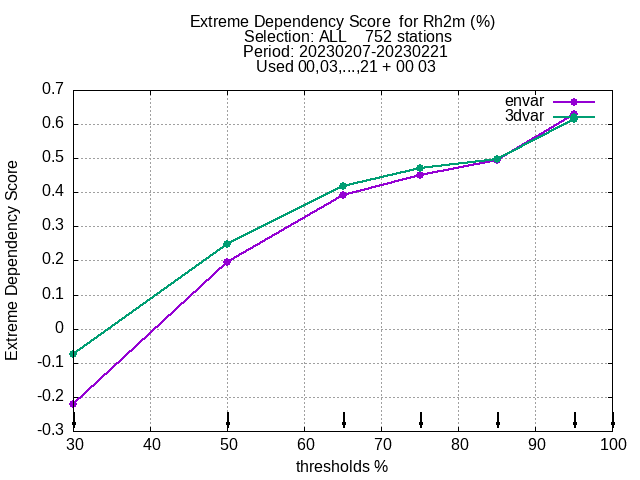 Extreme Dependency Score  for Rh2m (%)
Selection: ALL    752 stations
Period: 20230207-20230221
Used 00,03,...,21 + 00 03
envar
3dvar
Extreme Dependency Score
0.7
0.6
0.5
0.4
0.3
0.2
0.1
0
-0.1
-0.2
-0.3
30 40 50 60 70 80 90 100
thresholds %